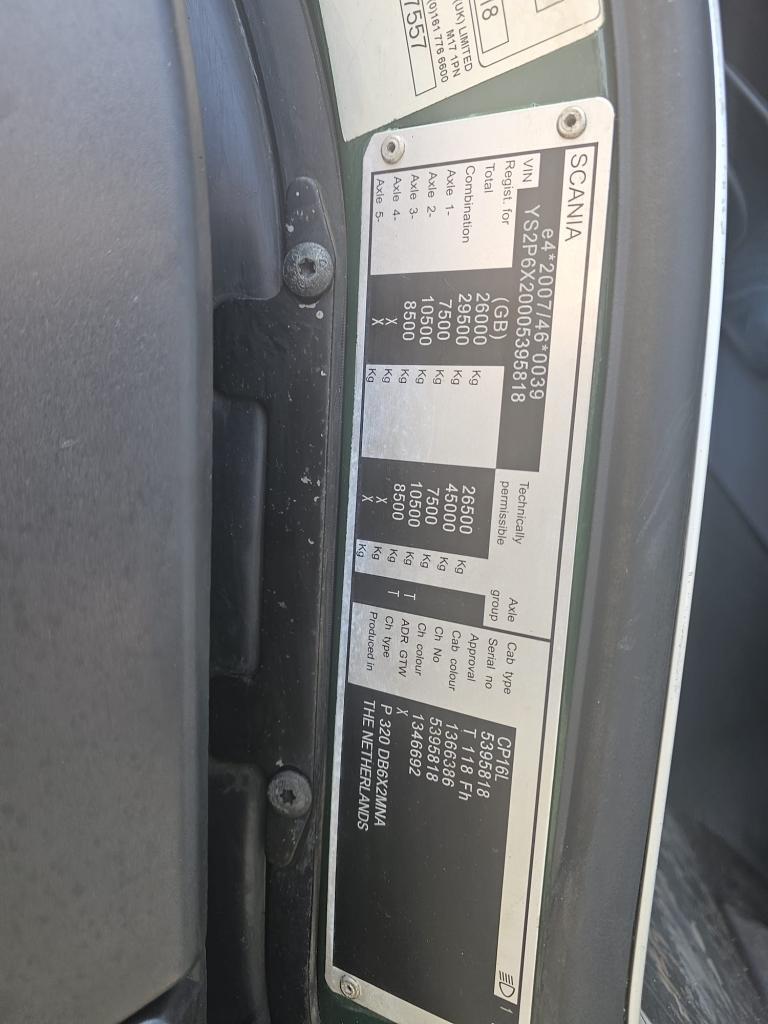 18
(UK) LIMITED
M17 1PN
(0)161 776 6600
7557
SCANIA
e4*2007/46*0039
VIN YS2P6X20005395818
Regist. for (GB) Technically permissible Axle group
Total 26000 Kg 26500 Kg
Combination 29500 Kg 45000 Kg
Axle 1- 7500 Kg 7500 Kg
Axle 2- 10500 Kg 10500 Kg T
Axle 3- 8500 Kg 8500 Kg T
Axle 4- X Kg X Kg
Axle 5- X Kg X Kg
Cab type CP16L
Serial no 5395818
Approval T 118 Fh
Cab colour 1366386
Ch No 5395818
Ch colour 1346692
ADR GTW X
Ch type P 320 DB6X2MNA
Produced in THE NETHERLANDS
1